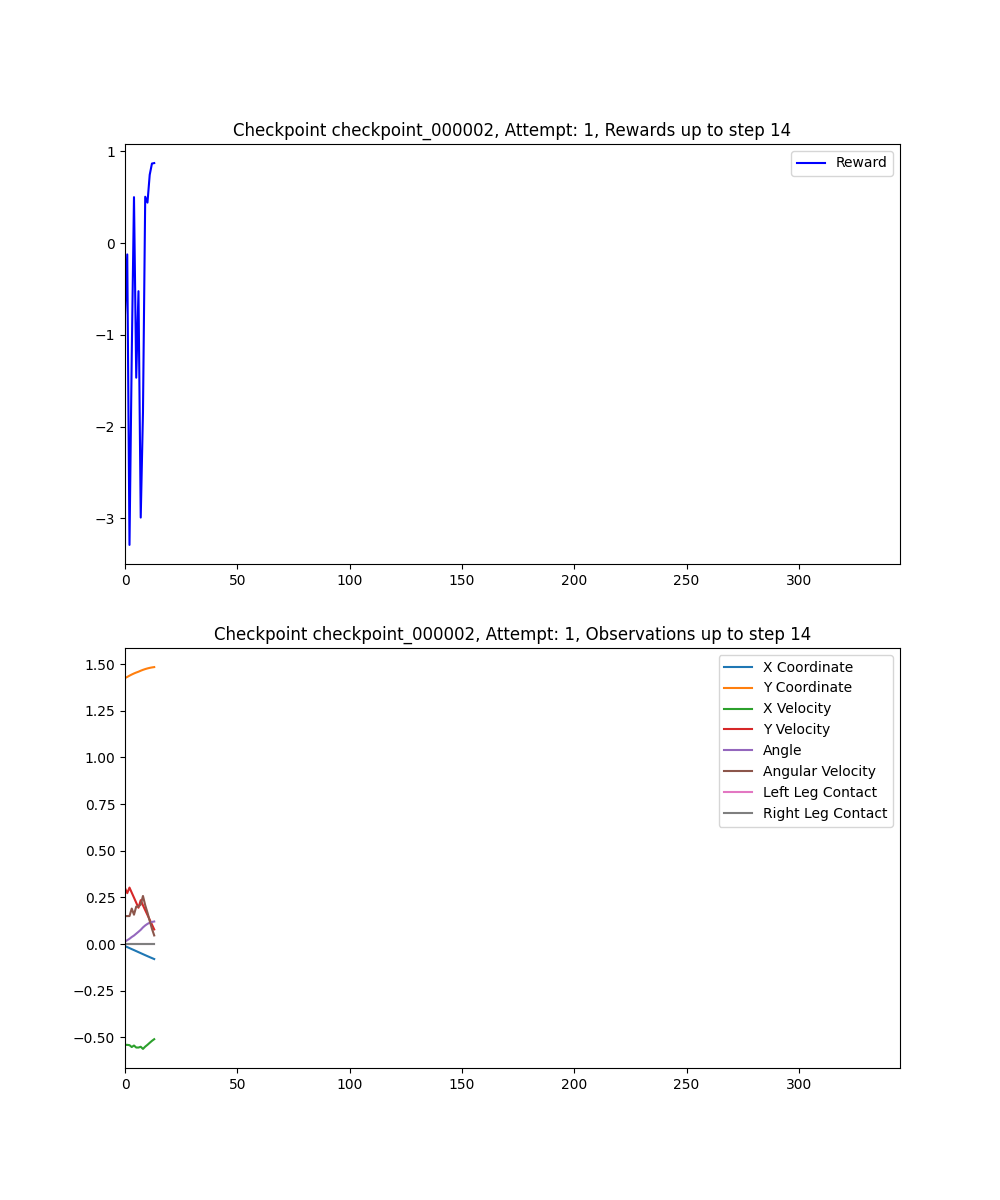 Checkpoint checkpoint_000002, Attempt: 1, Rewards up to step 14
1
0
−1
−2
−3
Reward
0 50 100 150 200 250 300
Checkpoint checkpoint_000002, Attempt: 1, Observations up to step 14
1.50
1.25
1.00
0.75
0.50
0.25
0.00
−0.25
−0.50
X Coordinate
Y Coordinate
X Velocity
Y Velocity
Angle
Angular Velocity
Left Leg Contact
Right Leg Contact
0 50 100 150 200 250 300